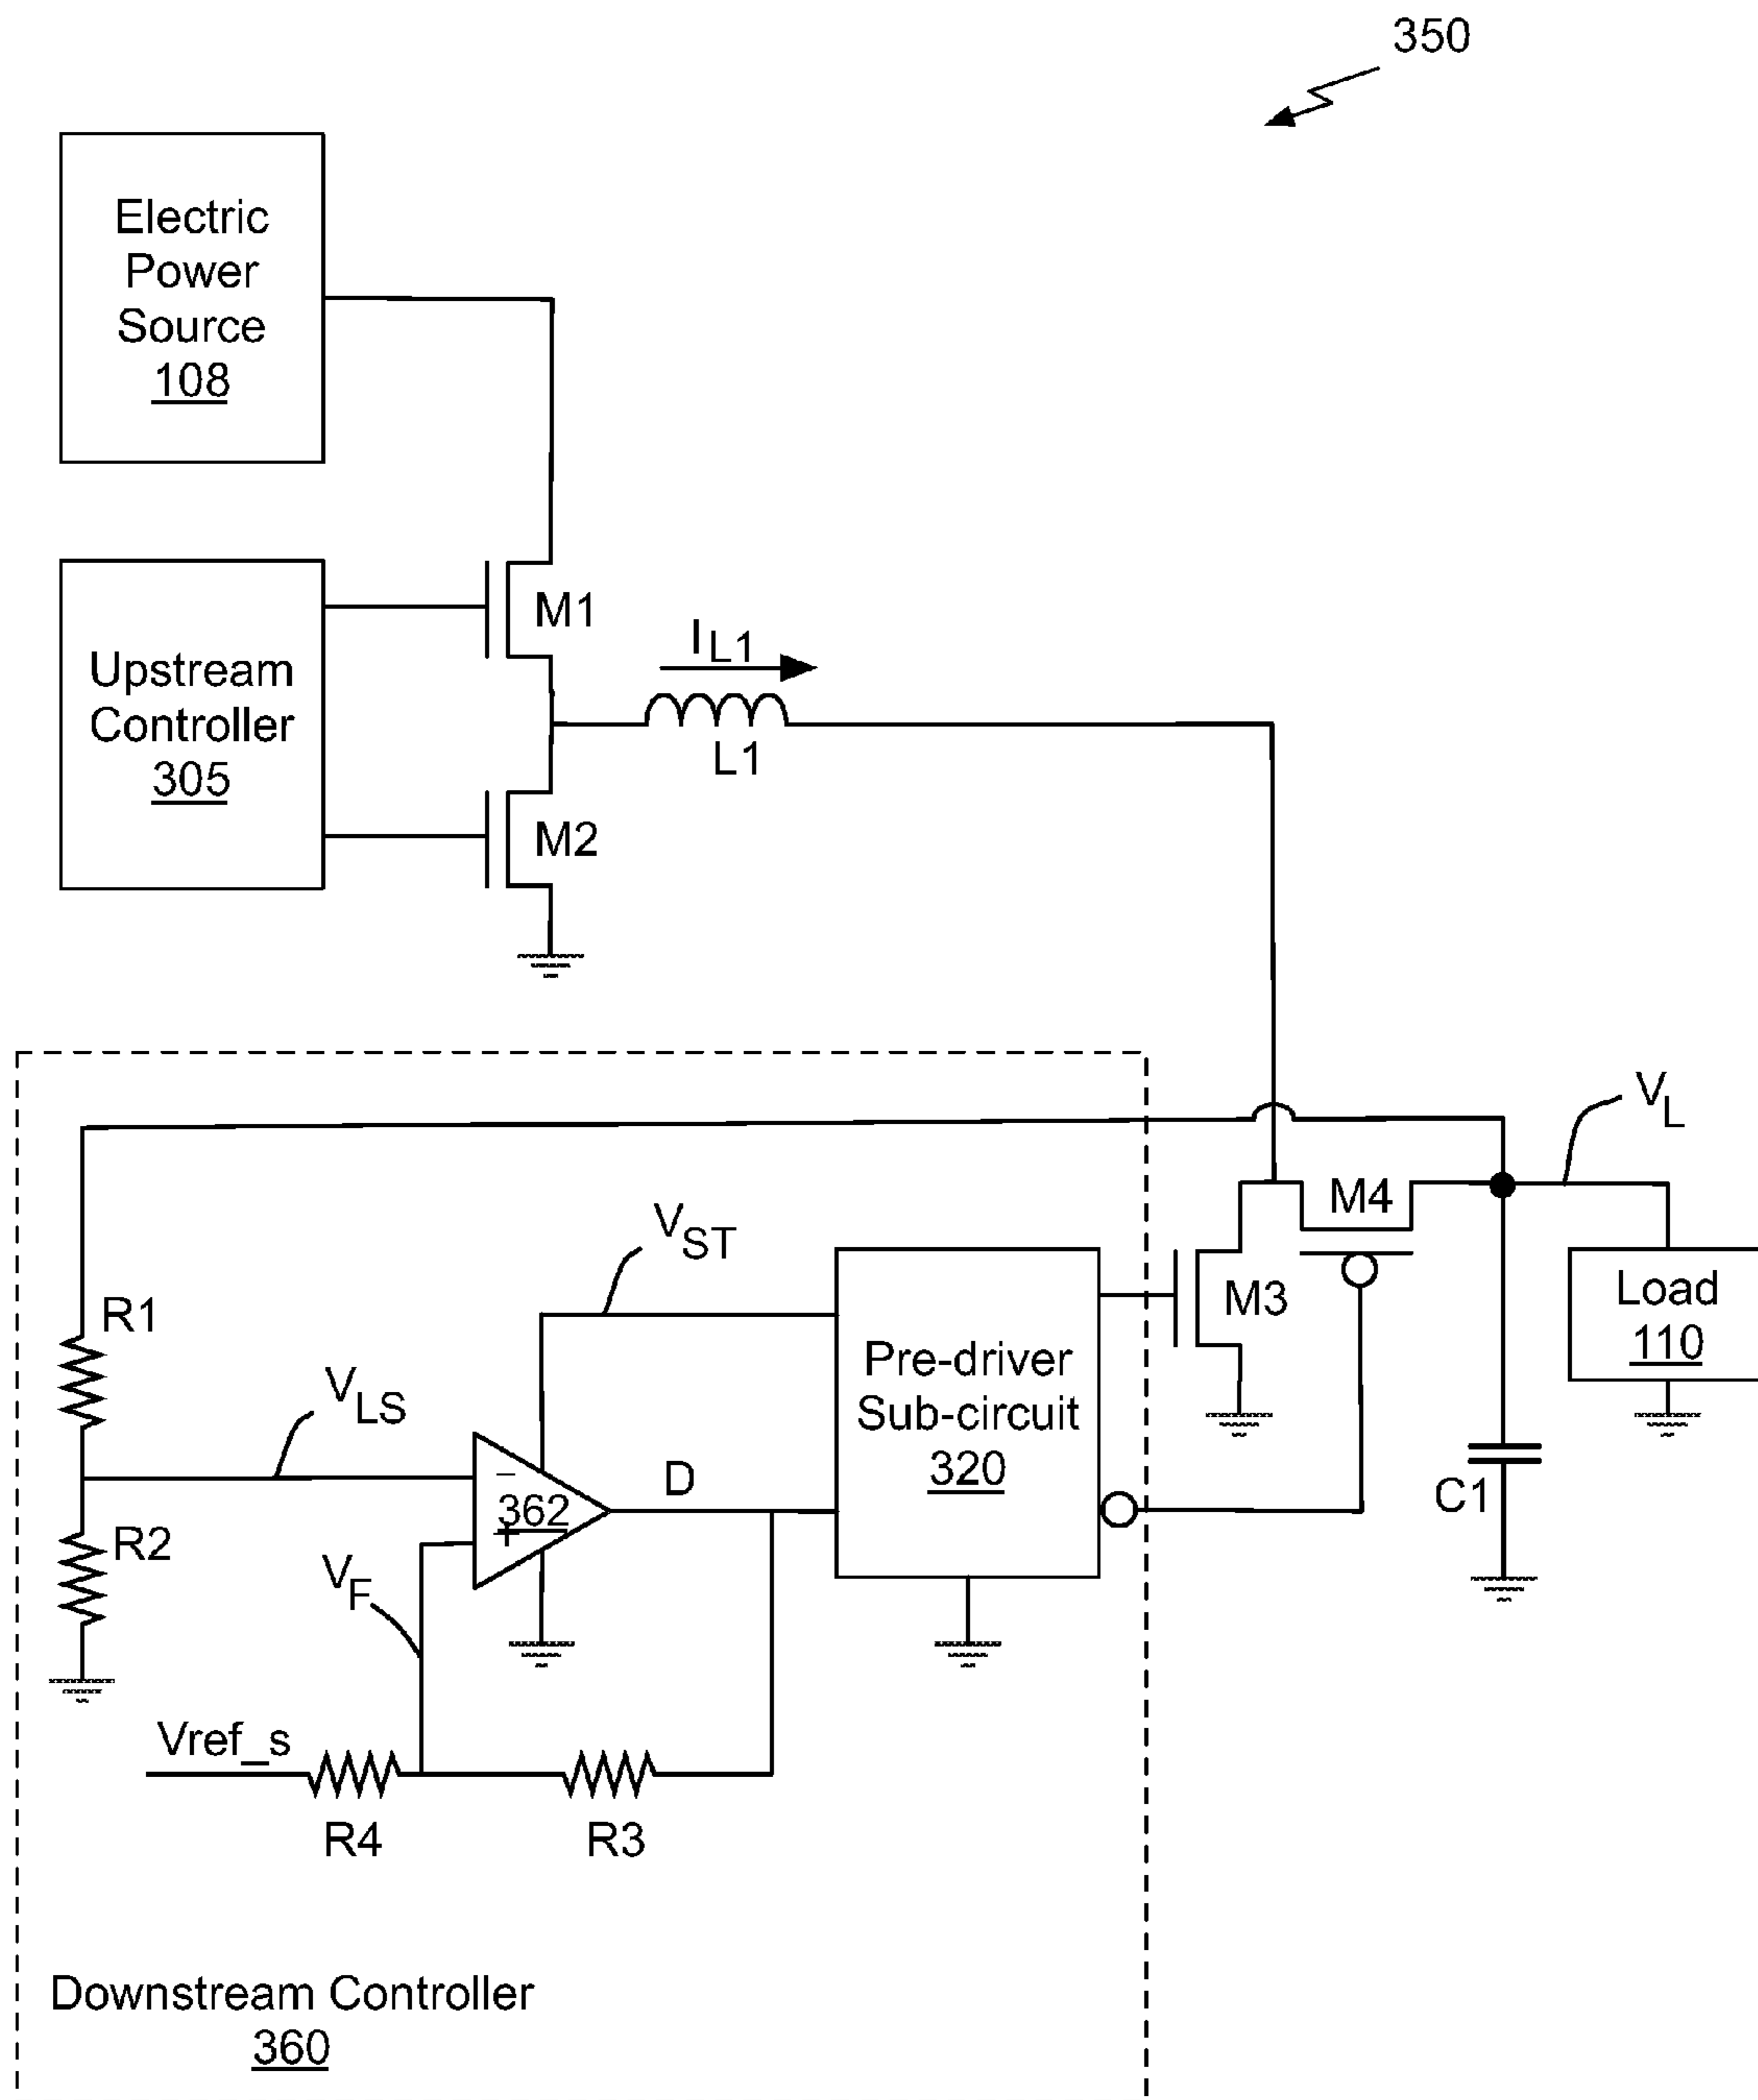 350
Electric
Power
Source
108
Upstream
Controller
305
M1
I L1
L1
M2
VL
M4
VST
M3
Load
110
R1
Pre-driver
Sub-circuit
320
VLS
D
−
362
+
C1
R2
VF
Vref_s
R4
R3
Downstream Controller
360